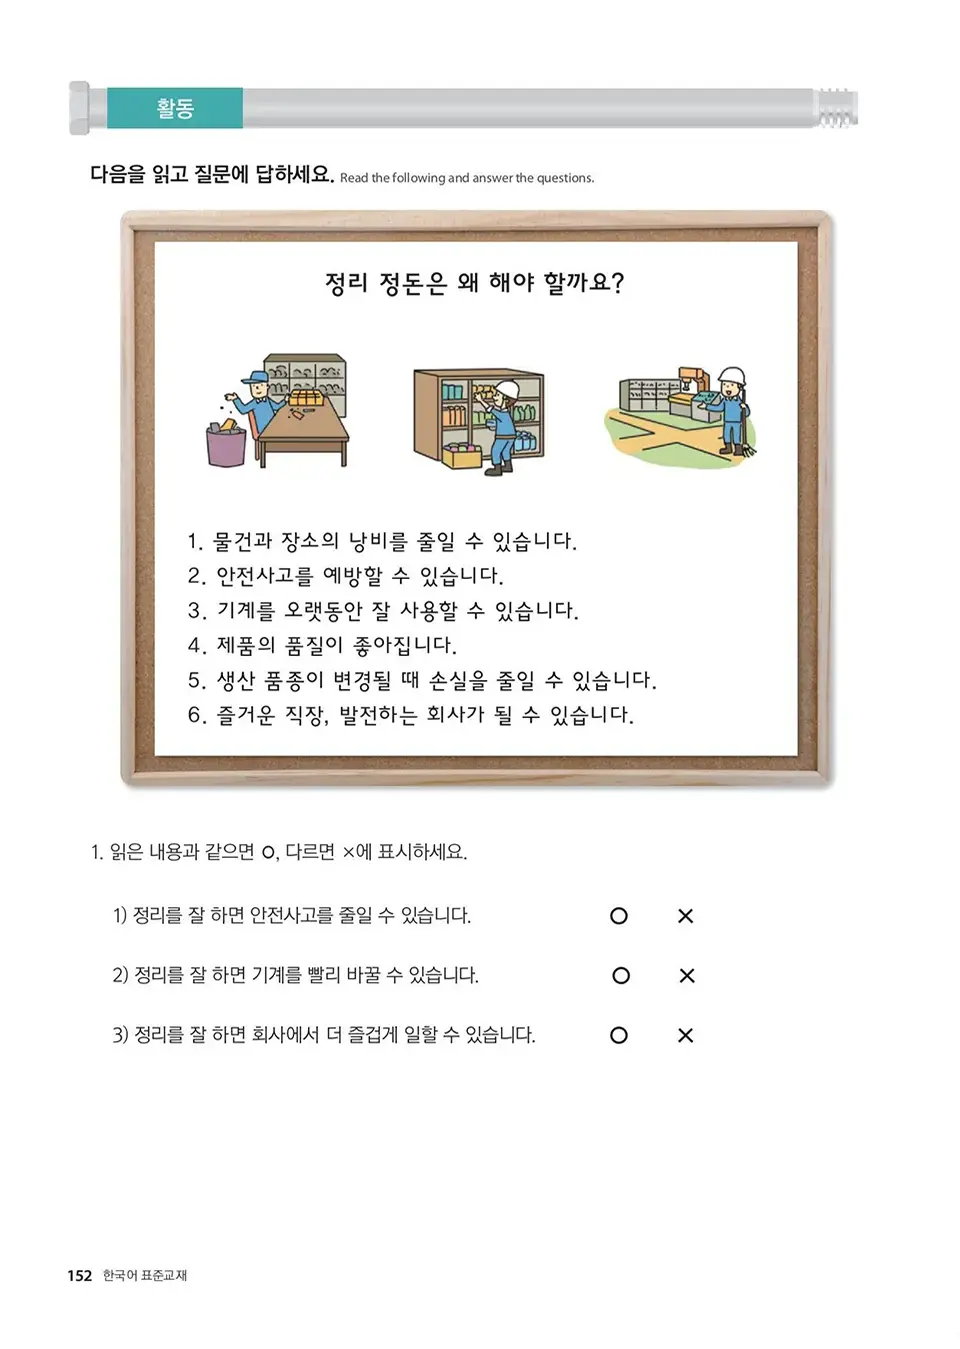 활동
다음을 읽고 질문에 답하세요. Read the following and answer the questions.
정리 정돈은 왜 해야 할까요?
1. 물건과 장소의 낭비를 줄일 수 있습니다.
2. 안전사고를 예방할 수 있습니다.
3. 기계를 오랫동안 잘 사용할 수 있습니다.
4. 제품의 품질이 좋아집니다.
5. 생산 품종이 변경될 때 손실을 줄일 수 있습니다.
6. 즐거운 직장, 발전하는 회사가 될 수 있습니다.
1. 읽은 내용과 같으면 O, 다르면 ×에 표시하세요.
1) 정리를 잘 하면 안전사고를 줄일 수 있습니다. O ×
2) 정리를 잘 하면 기계를 빨리 바꿀 수 있습니다. O ×
3) 정리를 잘 하면 회사에서 더 즐겁게 일할 수 있습니다. O ×
152 한국어 표준교재